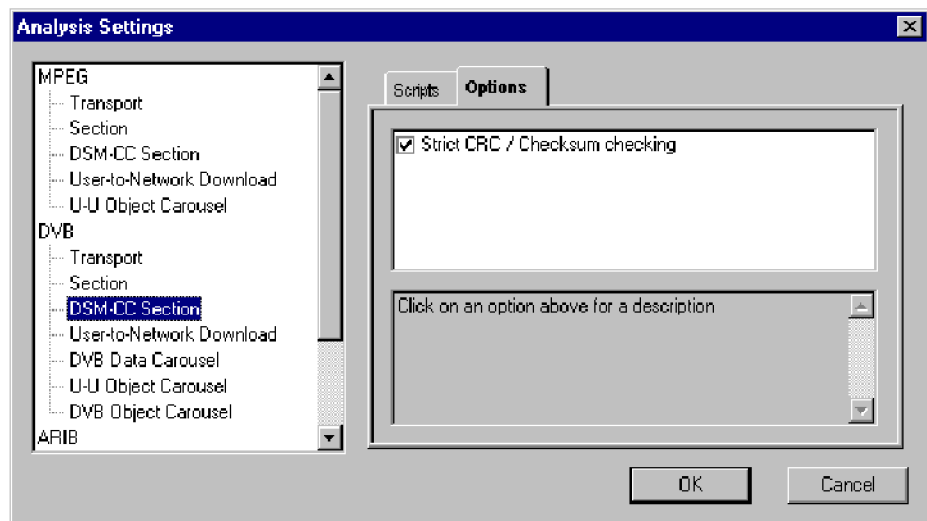 Analysis Settings
MPEG
Transport
Section
DSM-CC Section
User-to-Network Download
U-U Object Carousel
DVB
Transport
Section
DSM-CC Section
User-to-Network Download
DVB Data Carousel
U-U Object Carousel
DVB Object Carousel
ARIB
Scripts Options
Strict CRC / Checksum checking
Click on an option above for a description
OK Cancel